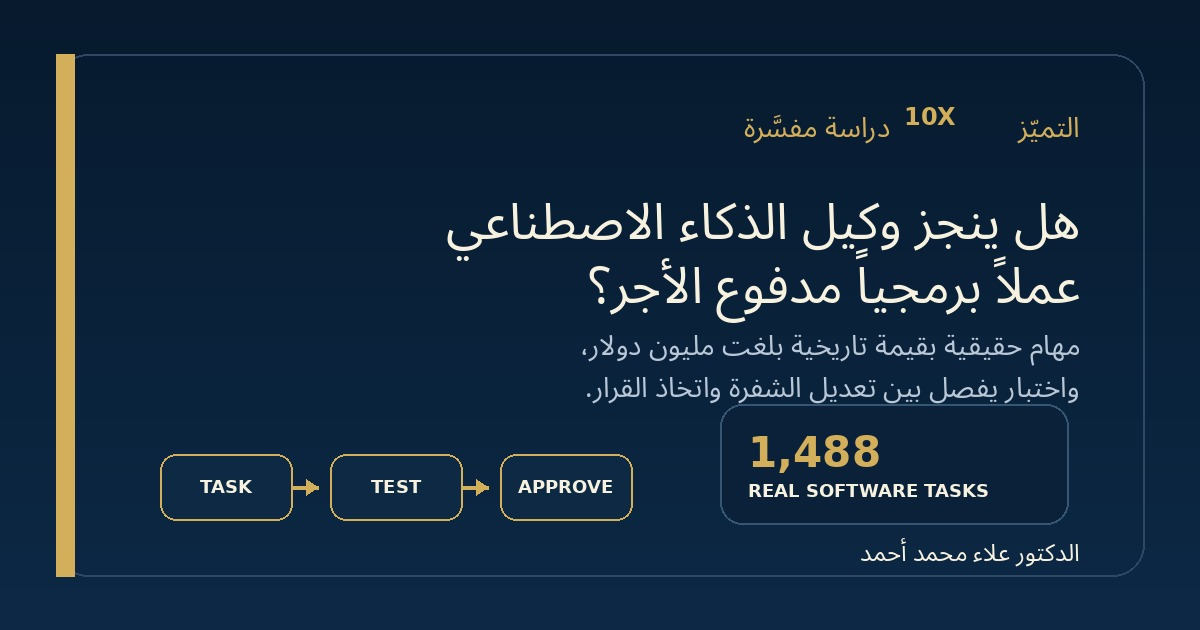 التميّز 10X دراسة مفسَّرة
هل ينجز وكيل الذكاء الاصطناعي
عملاً برمجياً مدفوع الأجر؟
مهام حقيقية بقيمة تاريخية بلغت مليون دولار،
واختبار يفصل بين تعديل الشفرة واتخاذ القرار.
1,488
REAL SOFTWARE TASKS
TASK
TEST
APPROVE
الدكتور علاء محمد أحمد